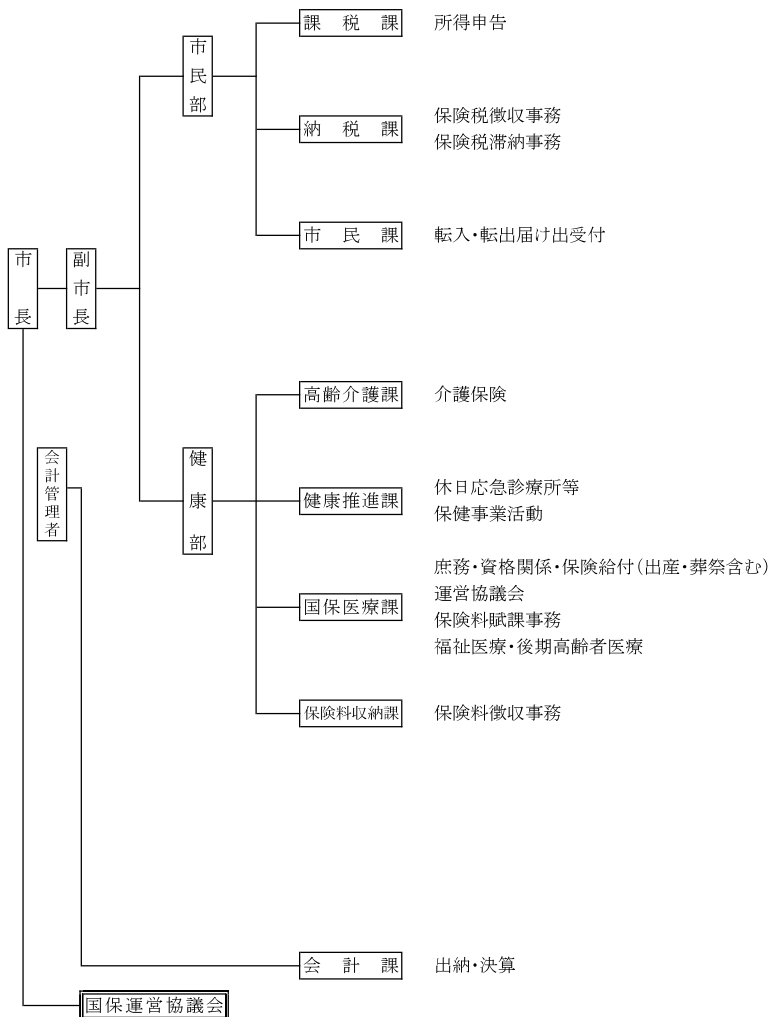 課税課 所得申告
市民部
納税課 保険税徴収事務
保険税滞納事務
市民課 転入・転出届け出受付
市長
副市長
高齢介護課 介護保険
会計管理者
健康部
健康推進課 休日応急診療所等
保健事業活動
国保医療課 庶務・資格関係・保険給付(出産・葬祭含む)
運営協議会
保険料賦課事務
福祉医療・後期高齢者医療
保険料収納課 保険料徴収事務
会計課 出納・決算
国保運営協議会